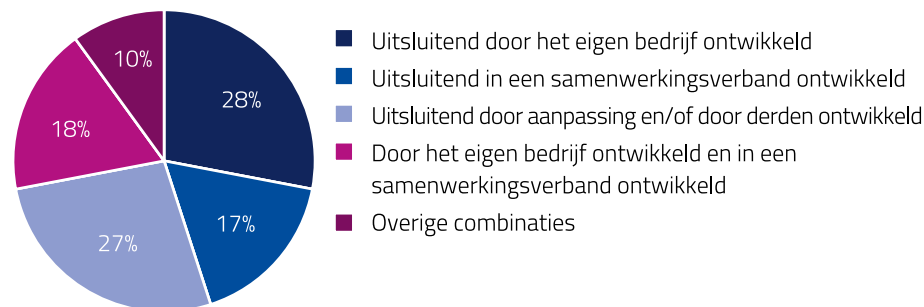 10%
28%
18%
17%
27%
Uitsluitend door het eigen bedrijf ontwikkeld
Uitsluitend in een samenwerkingsverband ontwikkeld
Uitsluitend door aanpassing en/of door derden ontwikkeld
Door het eigen bedrijf ontwikkeld en in een
samenwerkingsverband ontwikkeld
Overige combinaties